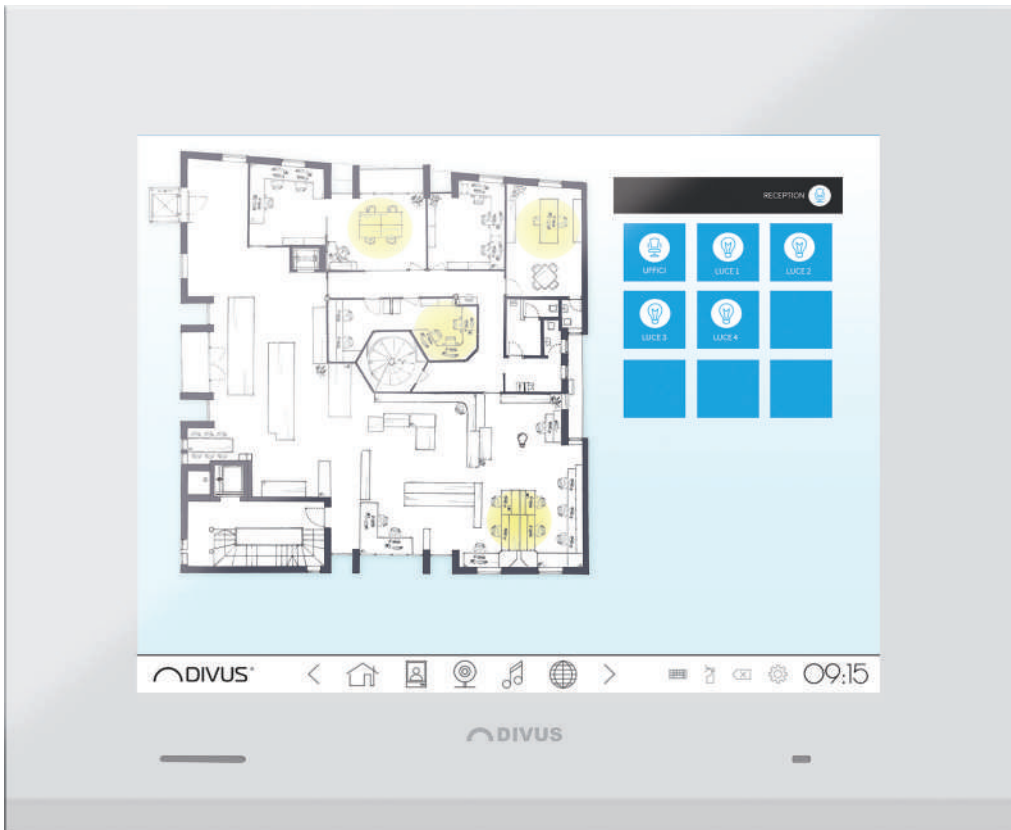 RECEPTION
UFFICI
LUCE 1
LUCE 2
LUCE 3
LUCE 4
DIVUS®
09:15
DIVUS